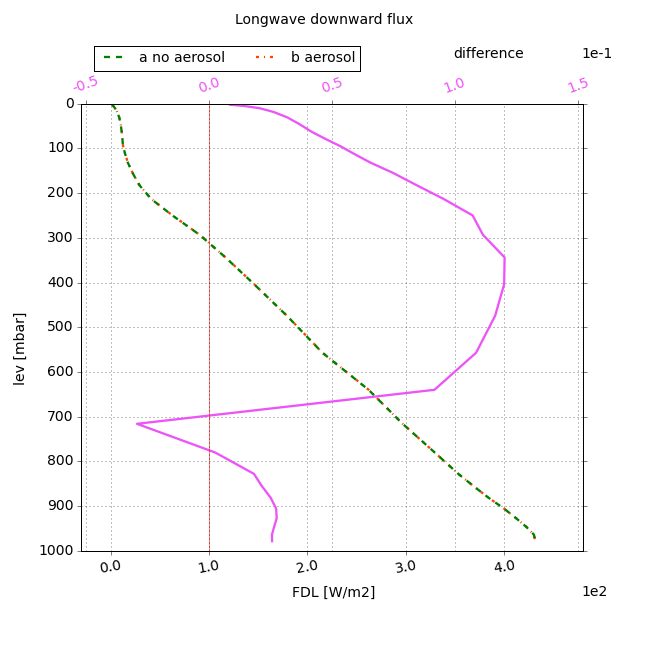 Longwave downward flux
a no aerosol b aerosol difference 1e-1
-0.5 0.0 0.5 1.0 1.5
0
100
200
300
400
500
600
700
800
900
1000
lev [mbar]
0.0 1.0 2.0 3.0 4.0
FDL [W/m2] 1e2